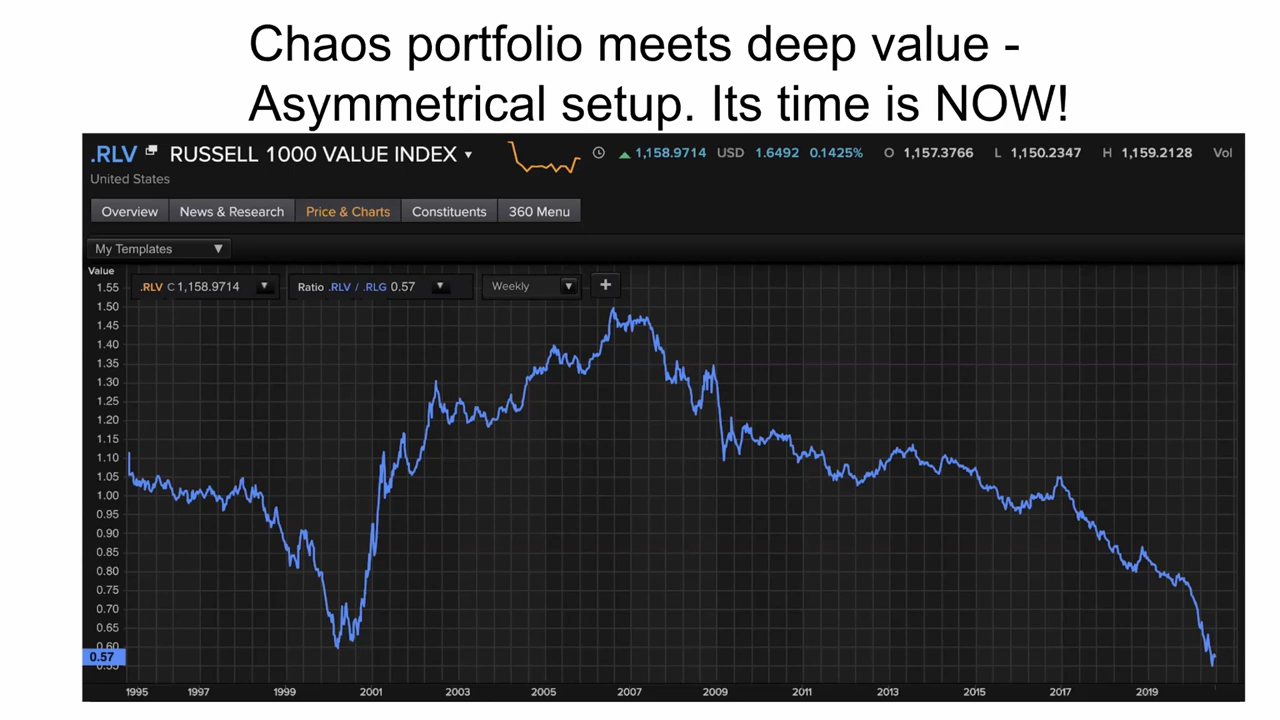 Chaos portfolio meets deep value -
Asymmetrical setup. Its time is NOW!
.RLV RUSSELL 1000 VALUE INDEX 1,158.9714 USD 1.6492 0.1425% O 1,157.3766 L 1,150.2347 H 1,159.2128 Vol
United States
Overview News & Research Price & Charts Constituents 360 Menu
My Templates
Value
.RLV C 1,158.9714 Ratio .RLV / .RLG 0.57 Weekly +
1.55
1.50
1.45
1.40
1.35
1.30
1.25
1.20
1.15
1.10
1.05
1.00
0.95
0.90
0.85
0.80
0.75
0.70
0.65
0.60
0.57
0.55
1995 1997 1999 2001 2003 2005 2007 2009 2011 2013 2015 2017 2019